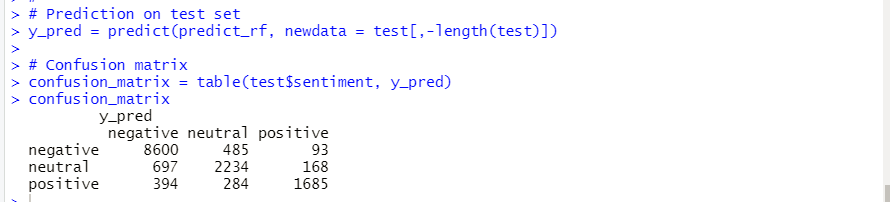 > # Prediction on test set
> y_pred = predict(predict_rf, newdata = test[,-length(test)])
>
> # Confusion matrix
> confusion_matrix = table(test$sentiment, y_pred)
> confusion_matrix
y_pred
negative neutral positive
negative 8600 485 93
neutral 697 2234 168
positive 394 284 1685
>